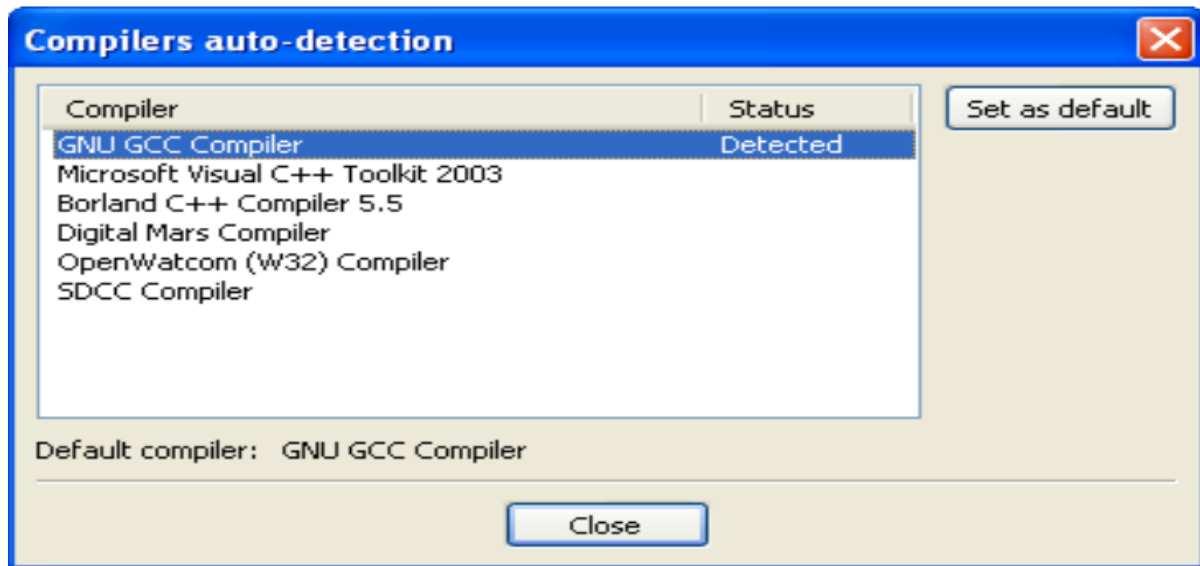 Compilers auto-detection
Compiler Status
Set as default
GNU GCC Compiler Detected
Microsoft Visual C++ Toolkit 2003
Borland C++ Compiler 5.5
Digital Mars Compiler
OpenWatcom (W32) Compiler
SDCC Compiler
Default compiler: GNU GCC Compiler
Close